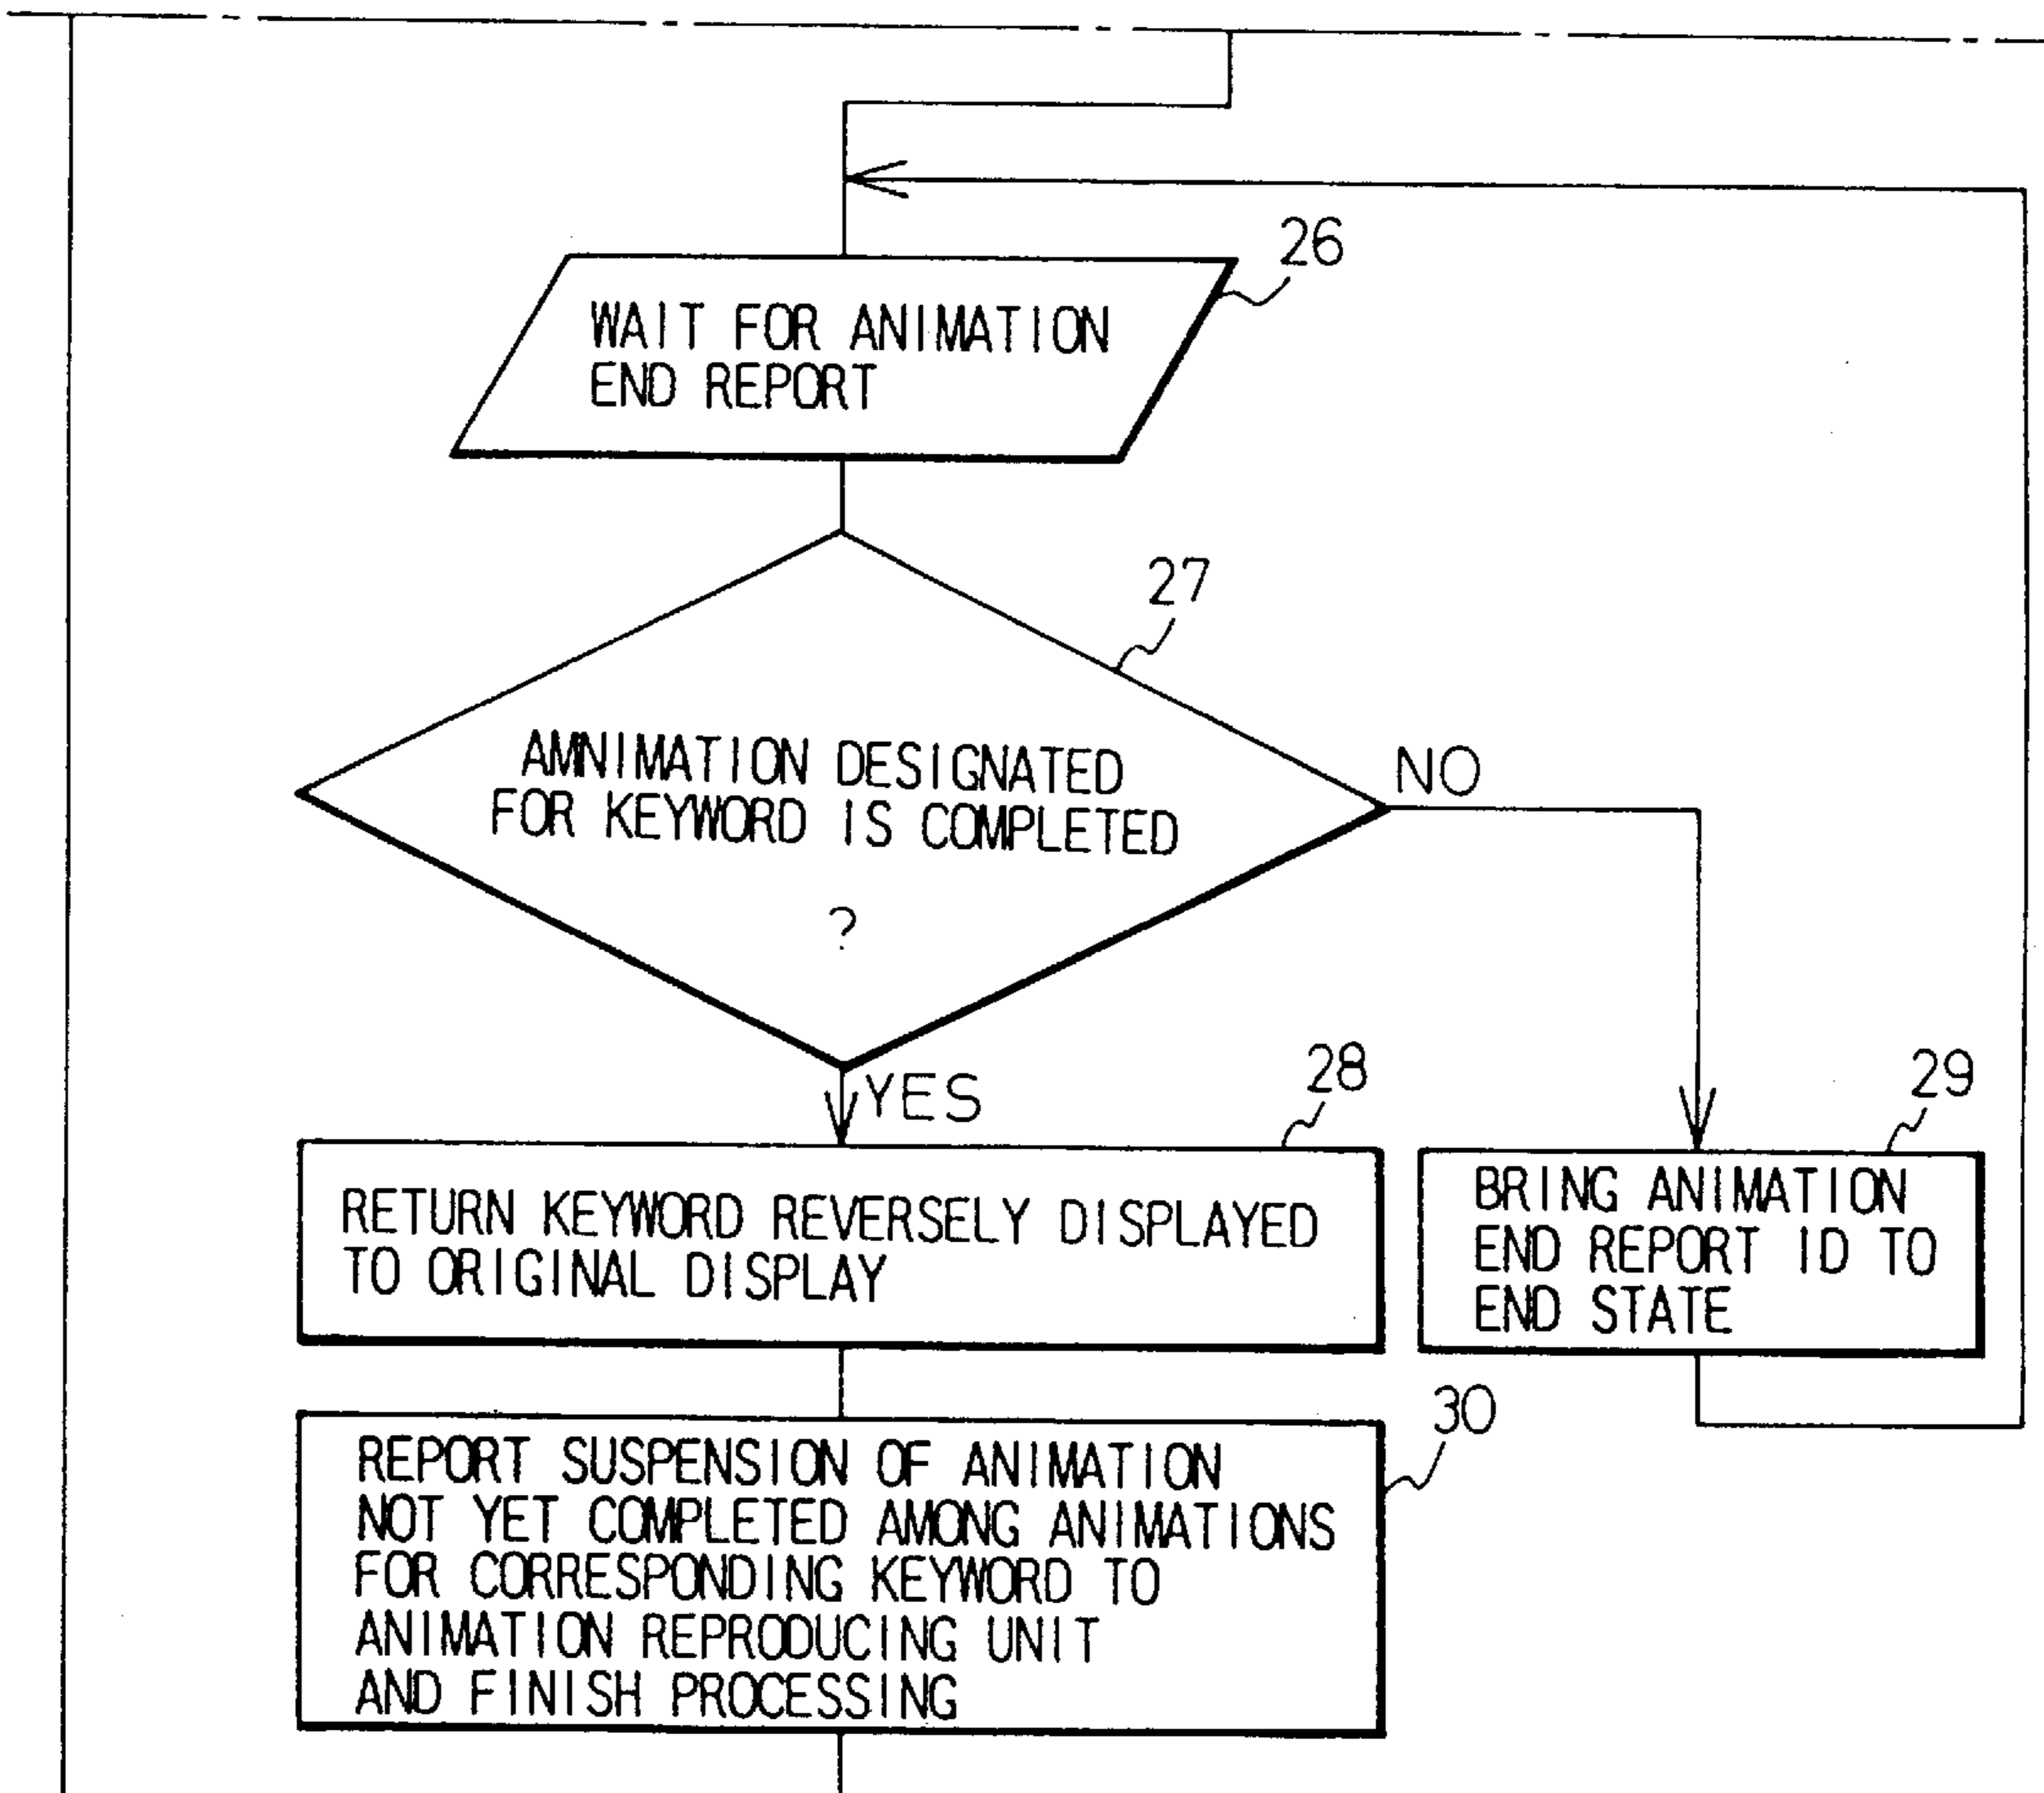 26
WAIT FOR ANIMATION
END REPORT
27
AMNIMATION DESIGNATED
FOR KEYWORD IS COMPLETED
?
NO
YES
28
RETURN KEYWORD REVERSELY DISPLAYED
TO ORIGINAL DISPLAY
29
BRING ANIMATION
END REPORT ID TO
END STATE
30
REPORT SUSPENSION OF ANIMATION
NOT YET COMPLETED AMONG ANIMATIONS
FOR CORRESPONDING KEYWORD TO
ANIMATION REPRODUCING UNIT
AND FINISH PROCESSING